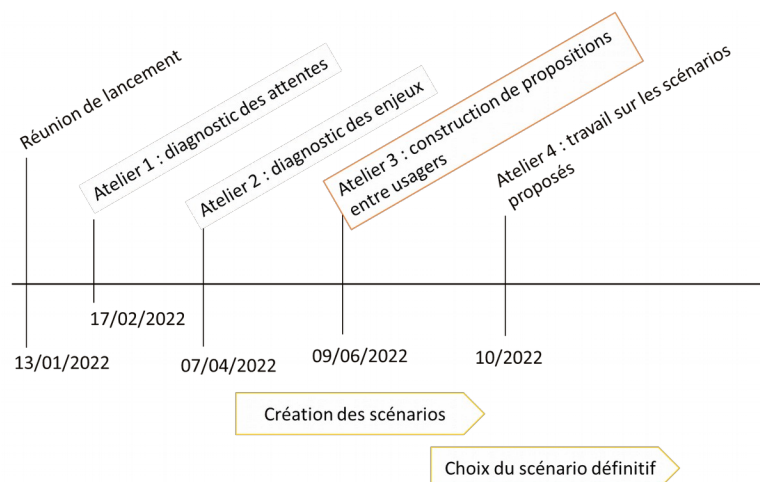 Réunion de lancement
Atelier 1 : diagnostic des attentes
Atelier 2 : diagnostic des enjeux
Atelier 3 : construction de propositions
entre usagers
Atelier 4 : travail sur les scénarios
proposés
13/01/2022
17/02/2022
07/04/2022
09/06/2022
10/2022
Création des scénarios
Choix du scénario définitif